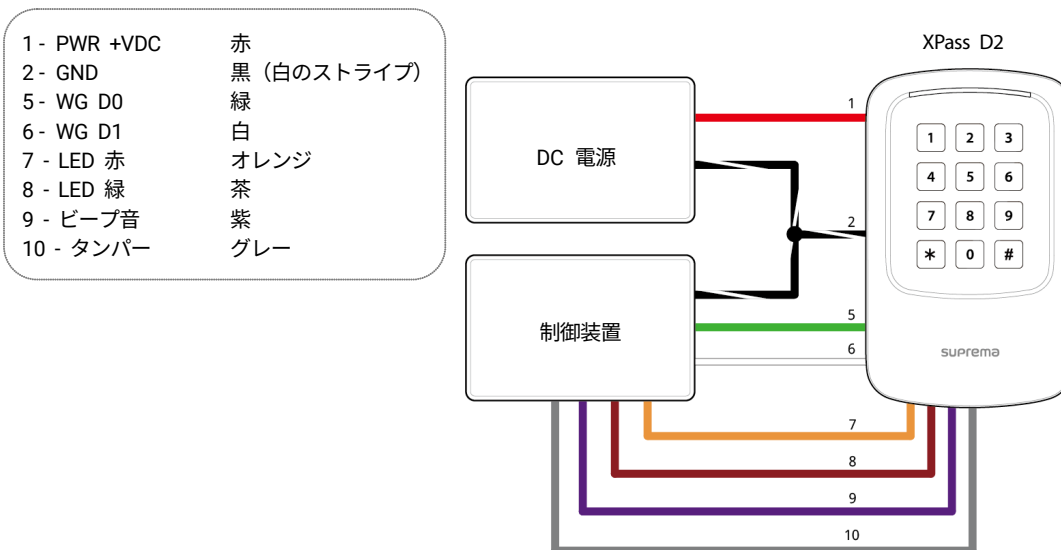 1 - PWR +VDC 赤
2 - GND 黒（白のストライプ）
5 - WG D0 緑
6 - WG D1 白
7 - LED 赤 オレンジ
8 - LED 緑 茶
9 - ビープ音 紫
10 - タンパー グレー
XPass D2
DC 電源
制御装置
1
2
5
6
7
8
9
10
1 2 3
4 5 6
7 8 9
* 0 #
suprema